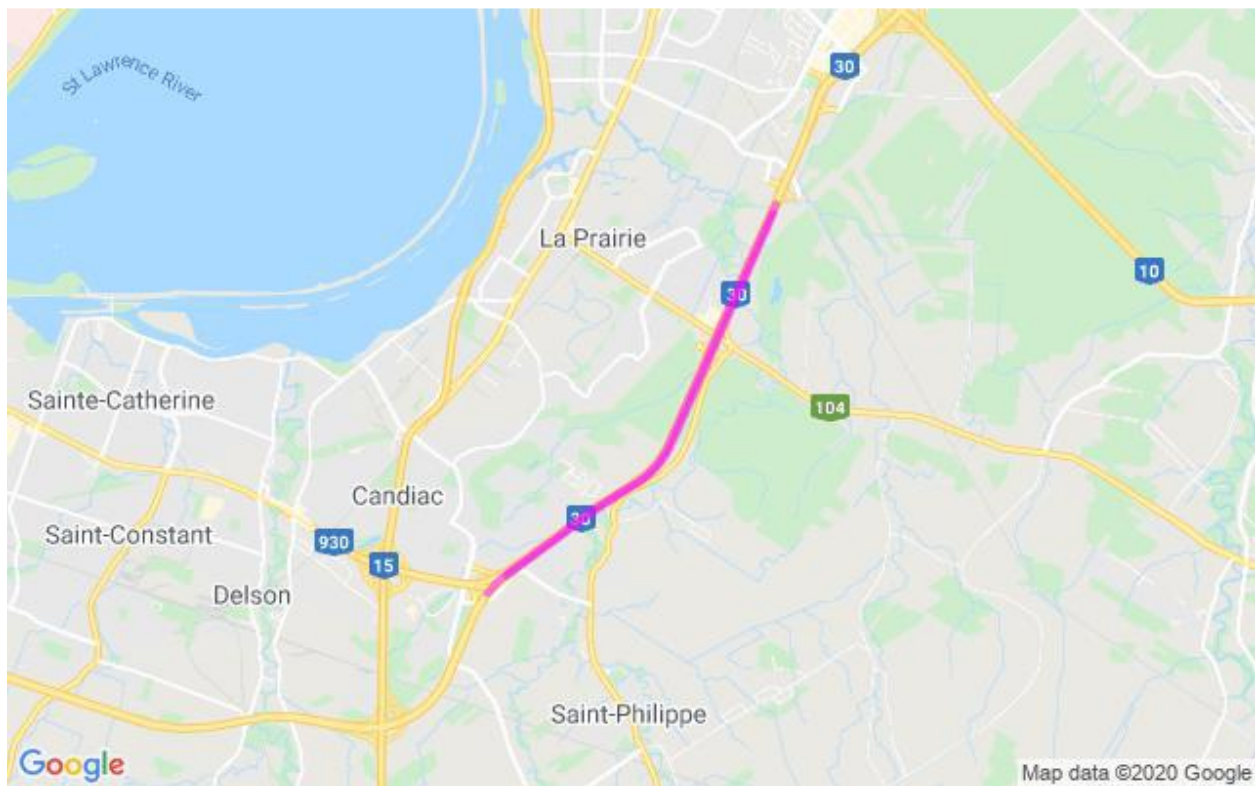 30
St Lawrence River
La Prairie
10
30
Sainte-Catherine
104
Candiac
30
Saint-Constant
930
15
Delson
Saint-Philippe
Google
Map data ©2020 Google